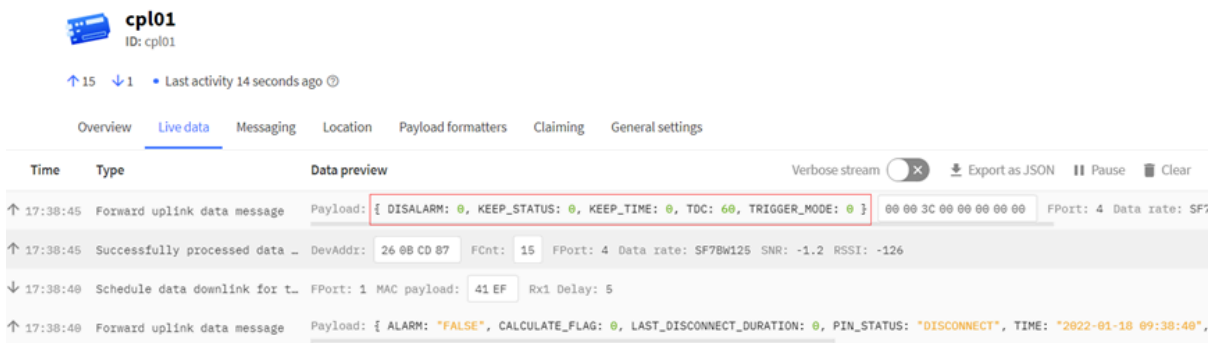 cpl01
ID: cpl01
15 1 • Last activity 14 seconds ago
Overview Live data Messaging Location Payload formatters Claiming General settings
Time Type Data preview Verbose stream Export as JSON Pause Clear
17:38:45 Forward uplink data message Payload: { DISALARM: 0, KEEP_STATUS: 0, KEEP_TIME: 0, TDC: 60, TRIGGER_MODE: 0 } 00 00 3C 00 00 00 00 00 FPort: 4 Data rate: SF7
17:38:45 Successfully processed data … DevAddr: 26 0B CD 87 FCnt: 15 FPort: 4 Data rate: SF7BW125 SNR: -1.2 RSSI: -126
17:38:40 Schedule data downlink for t… FPort: 1 MAC payload: 41 EF Rx1 Delay: 5
17:38:40 Forward uplink data message Payload: { ALARM: "FALSE", CALCULATE_FLAG: 0, LAST_DISCONNECT_DURATION: 0, PIN_STATUS: "DISCONNECT", TIME: "2022-01-18 09:38:40",